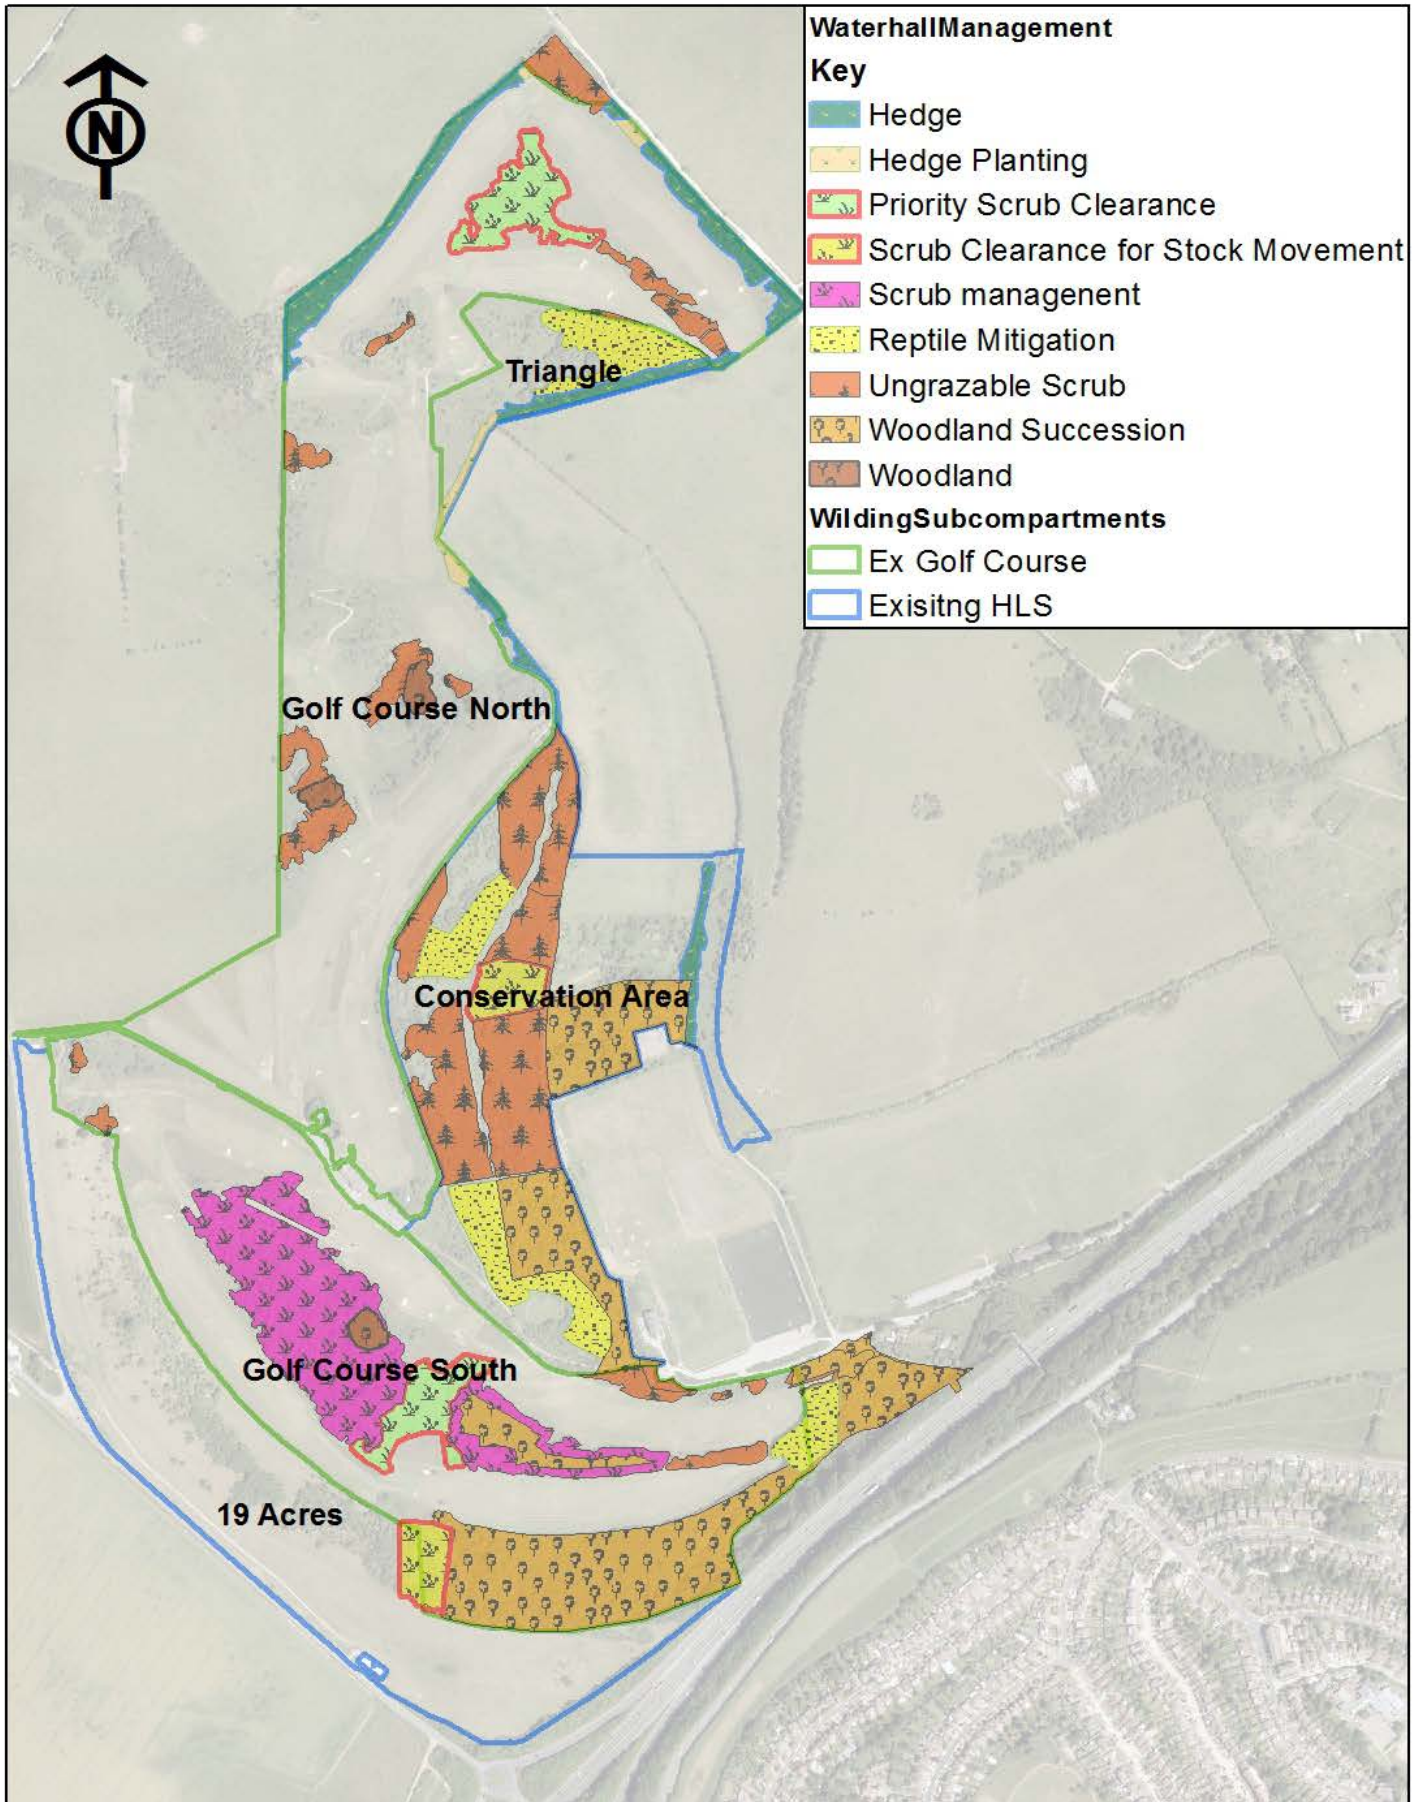 WaterhallManagement
Key
Hedge
Hedge Planting
Priority Scrub Clearance
Scrub Clearance for Stock Movement
Scrub managenent
Reptile Mitigation
Ungrazable Scrub
Woodland Succession
Woodland
WildingSubcompartments
Ex Golf Course
Exisitng HLS
N
Triangle
Golf Course North
Conservation Area
Golf Course South
19 Acres